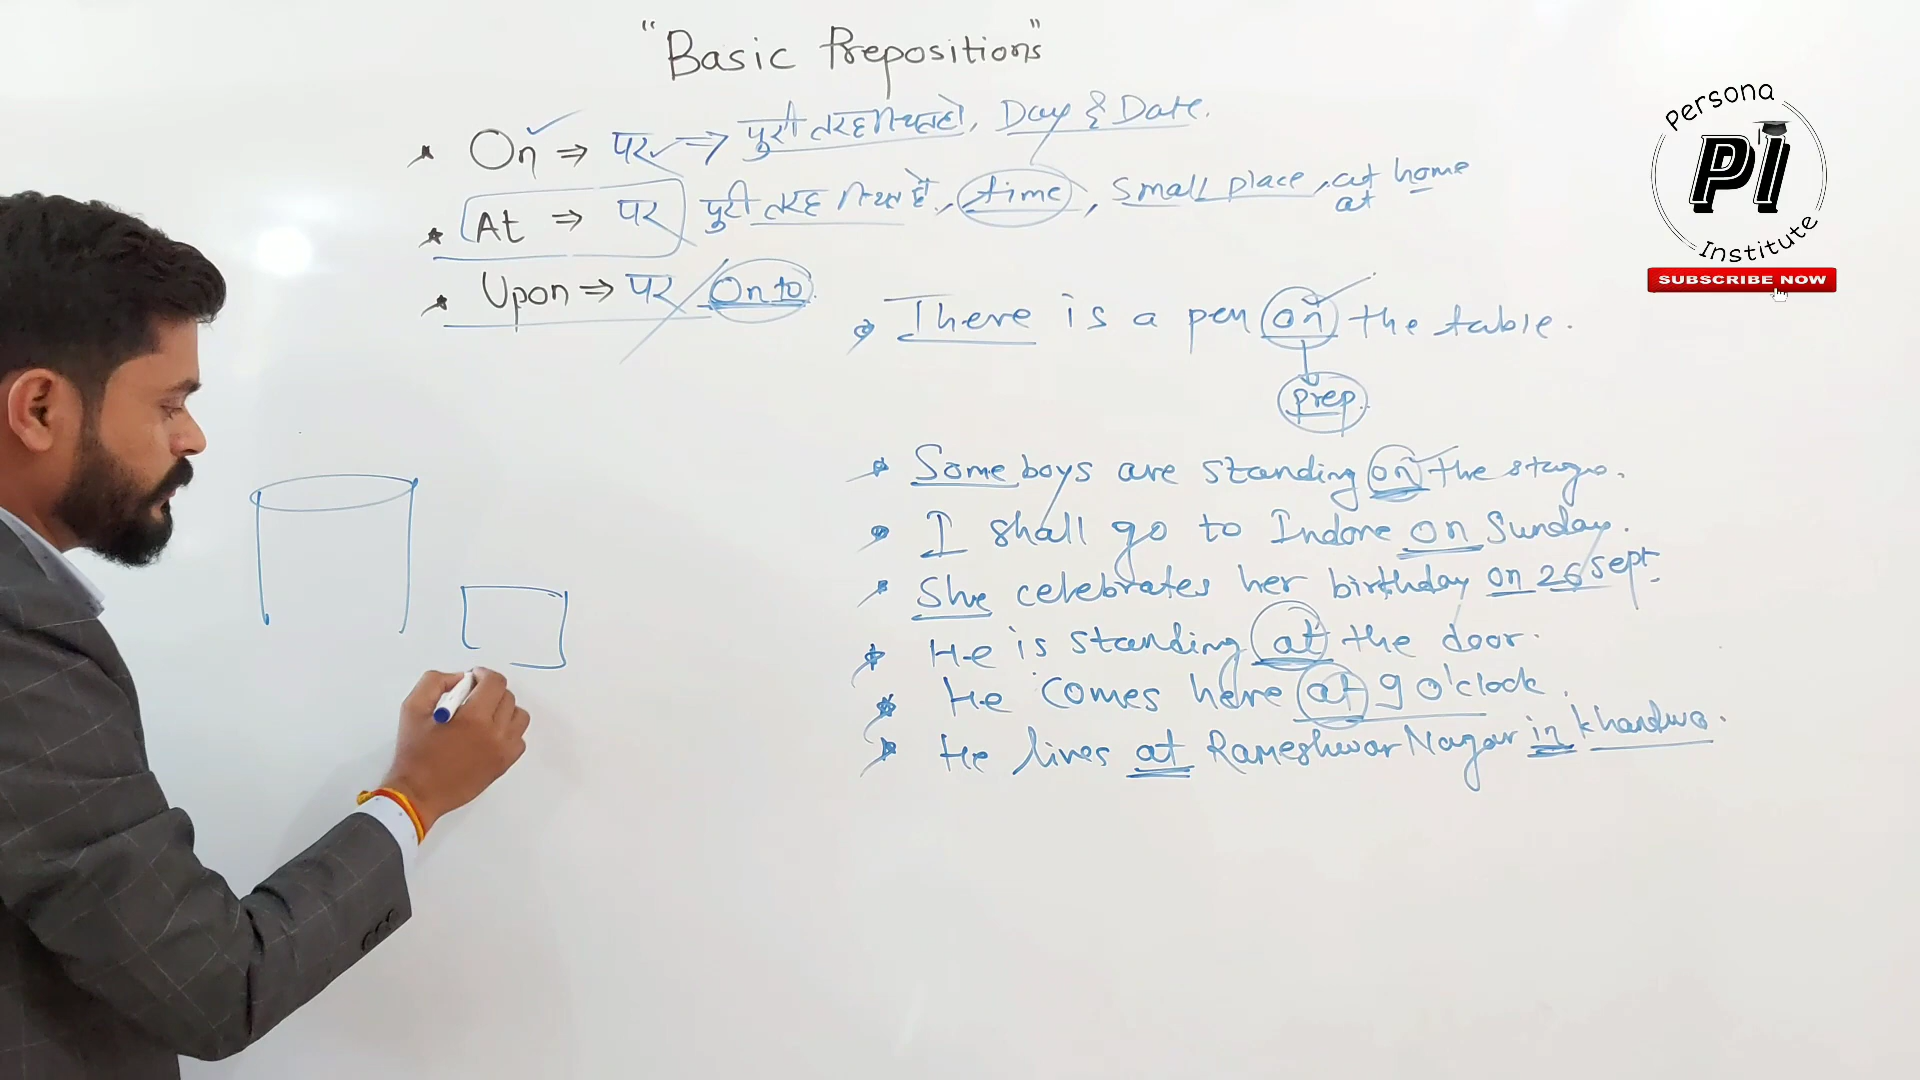 "Basic Prepositions"
On ⇒ पर → पुरी तरह स्थित हो, Day & Date.
At ⇒ पर पुरी तरह स्थित हो, time, small place, at home
at
Upon ⇒ पर On to
There is a pen on the table.
prep.
Some boys are standing on the stage.
I shall go to Indore on Sunday.
She celebrates her birthday on 26 Sept.
He is standing at the door.
He comes here at 9 o'clock.
He lives at Rameshwar Nagar in Khandwa.
Persona
PI
Institute
SUBSCRIBE NOW